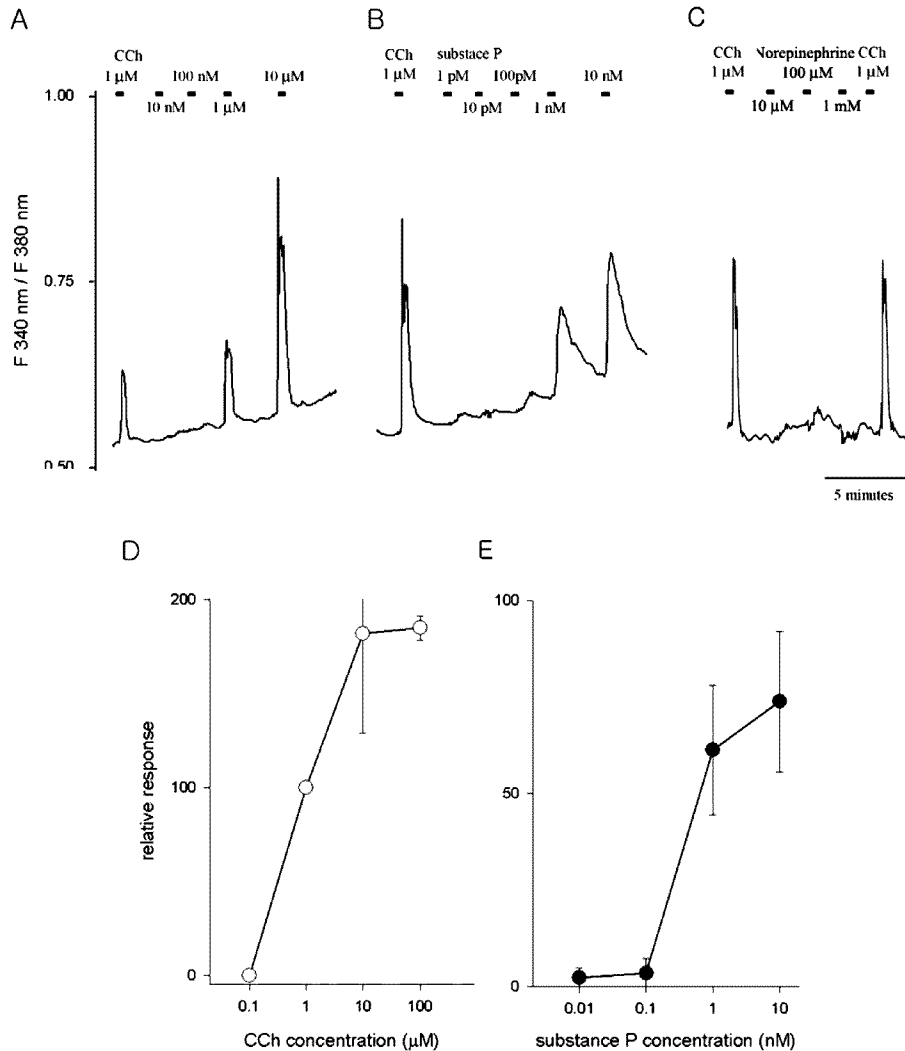 A
CCh
1 µM
100 nM
10 µM
10 nM
1 µM
B
CCh
substace P
1 µM
1 pM
100pM
10 nM
10 pM
1 nM
C
CCh
Norepinephrine
CCh
1 µM
100 µM
1 µM
10 µM
1 mM
1.00
0.75
0.50
F 340 nm / F 380 nm
5 minutes
D
200
100
0
relative response
0.1
1
10
100
CCh concentration (µM)
E
100
50
0
0.01
0.1
1
10
substance P concentration (nM)